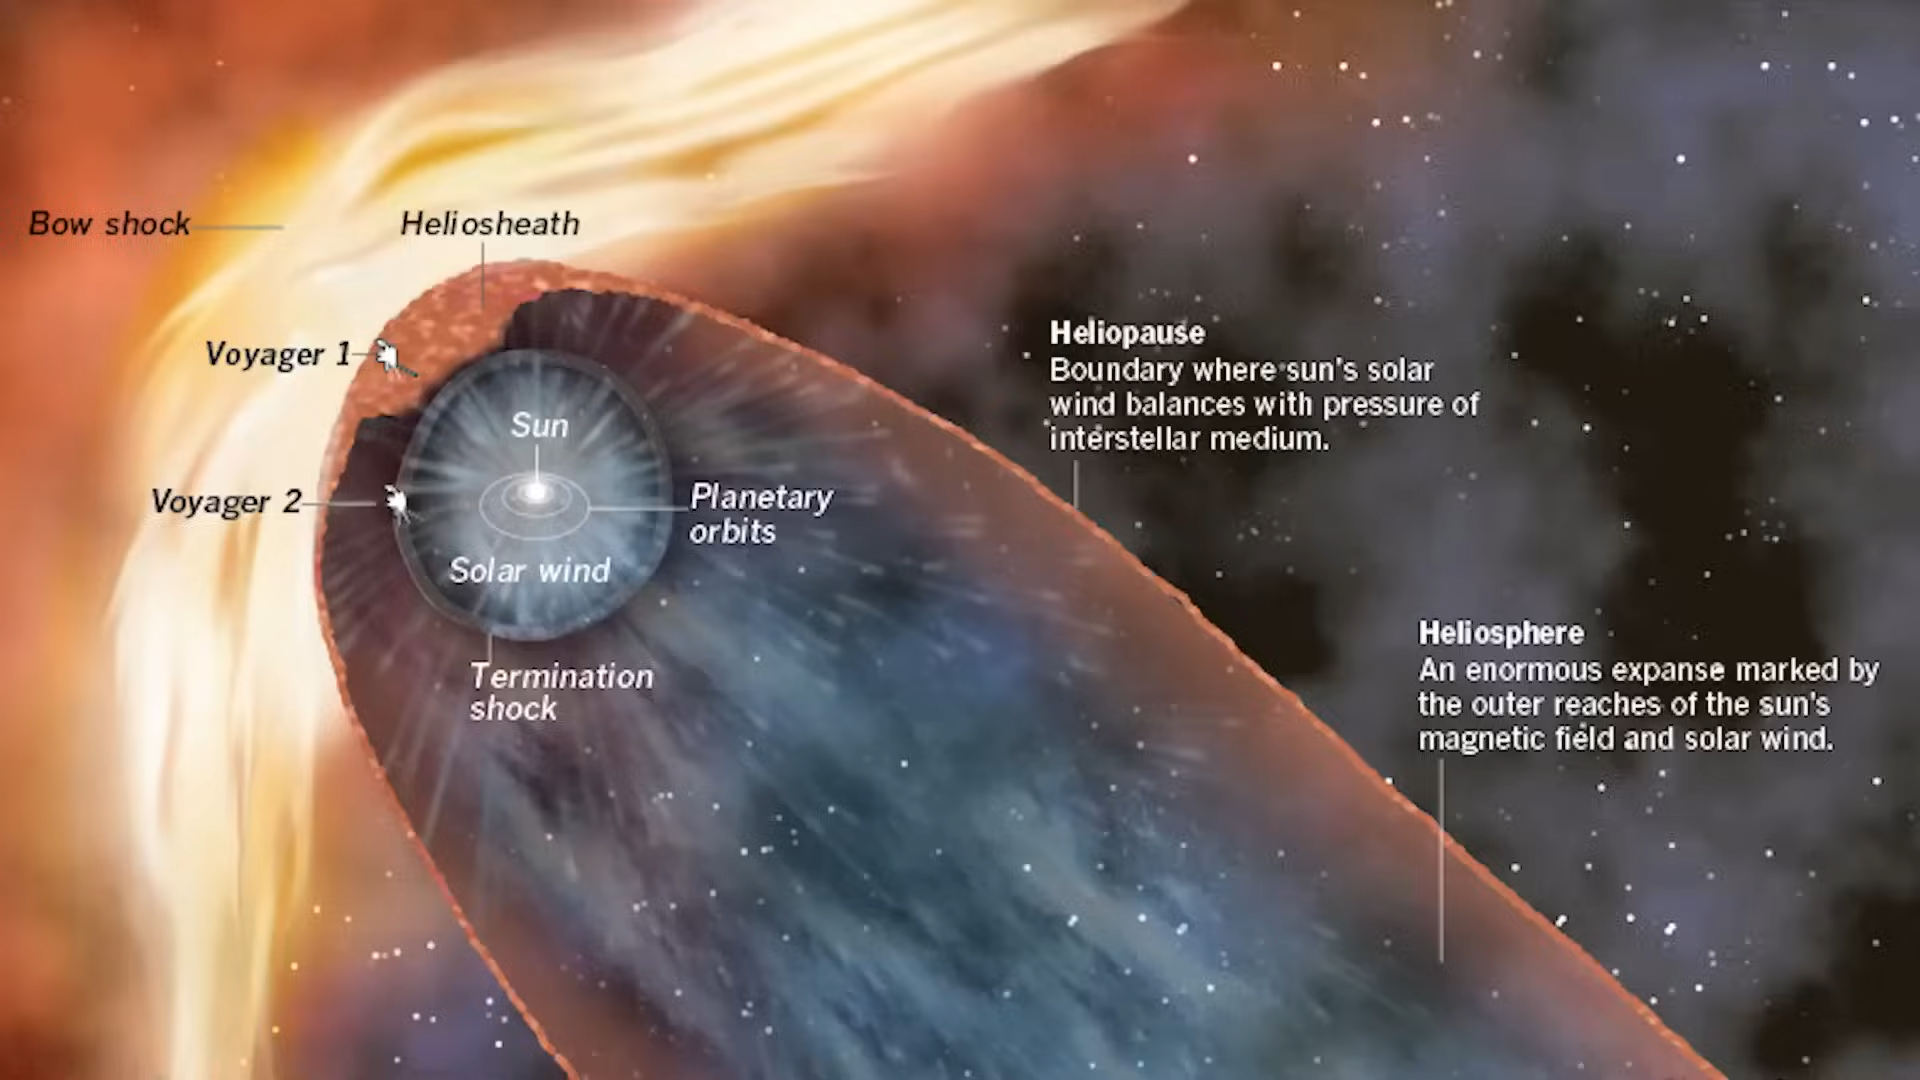 Bow shock
Heliosheath
Voyager 1
Sun
Voyager 2
Planetary
orbits
Solar wind
Termination
shock
Heliopause
Boundary where sun's solar
wind balances with pressure of
interstellar medium.
Heliosphere
An enormous expanse marked by
the outer reaches of the sun's
magnetic field and solar wind.